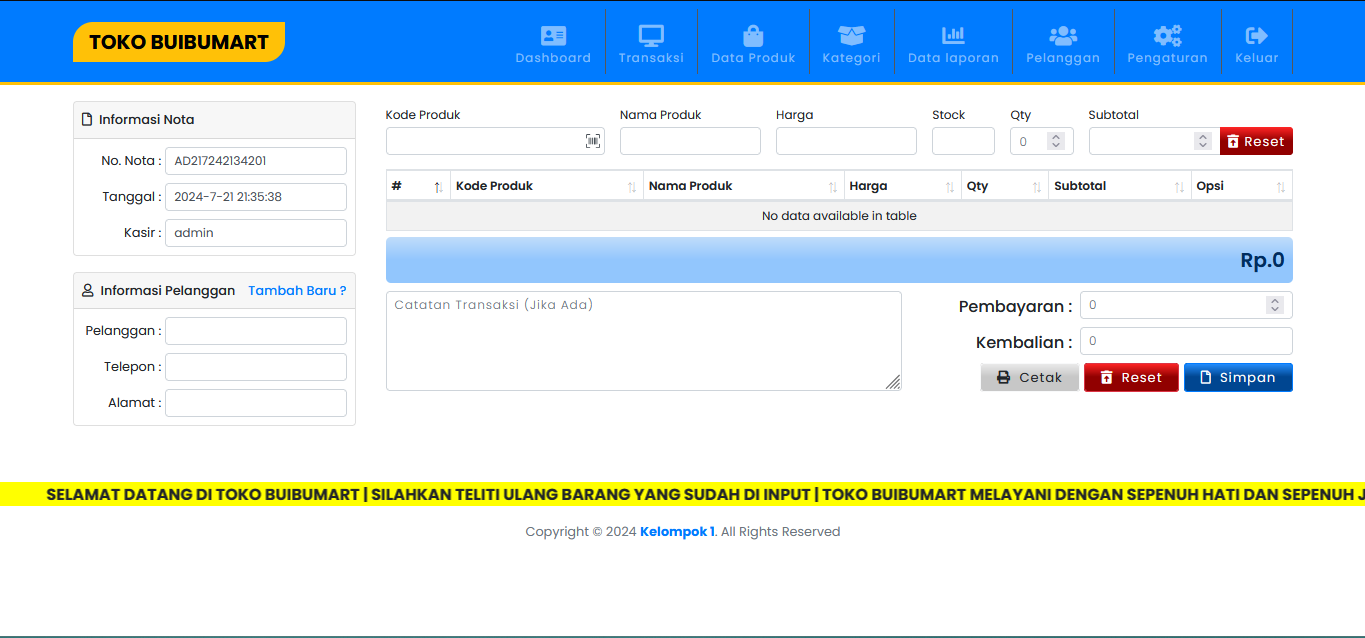 TOKO BUIBUMART
Dashboard Transaksi Data Produk Kategori Data laporan Pelanggan Pengaturan Keluar
Informasi Nota
No. Nota : AD217242134201
Tanggal : 2024-7-21 21:35:38
Kasir : admin
Informasi Pelanggan Tambah Baru ?
Pelanggan :
Telepon :
Alamat :
Kode Produk Nama Produk Harga Stock Qty Subtotal
0 Reset
# Kode Produk Nama Produk Harga Qty Subtotal Opsi
No data available in table
Rp.0
Catatan Transaksi (Jika Ada)
Pembayaran : 0
Kembalian : 0
Cetak Reset Simpan
SELAMAT DATANG DI TOKO BUIBUMART | SILAHKAN TELITI ULANG BARANG YANG SUDAH DI INPUT | TOKO BUIBUMART MELAYANI DENGAN SEPENUH HATI DAN SEPENUH J
Copyright © 2024 Kelompok 1. All Rights Reserved